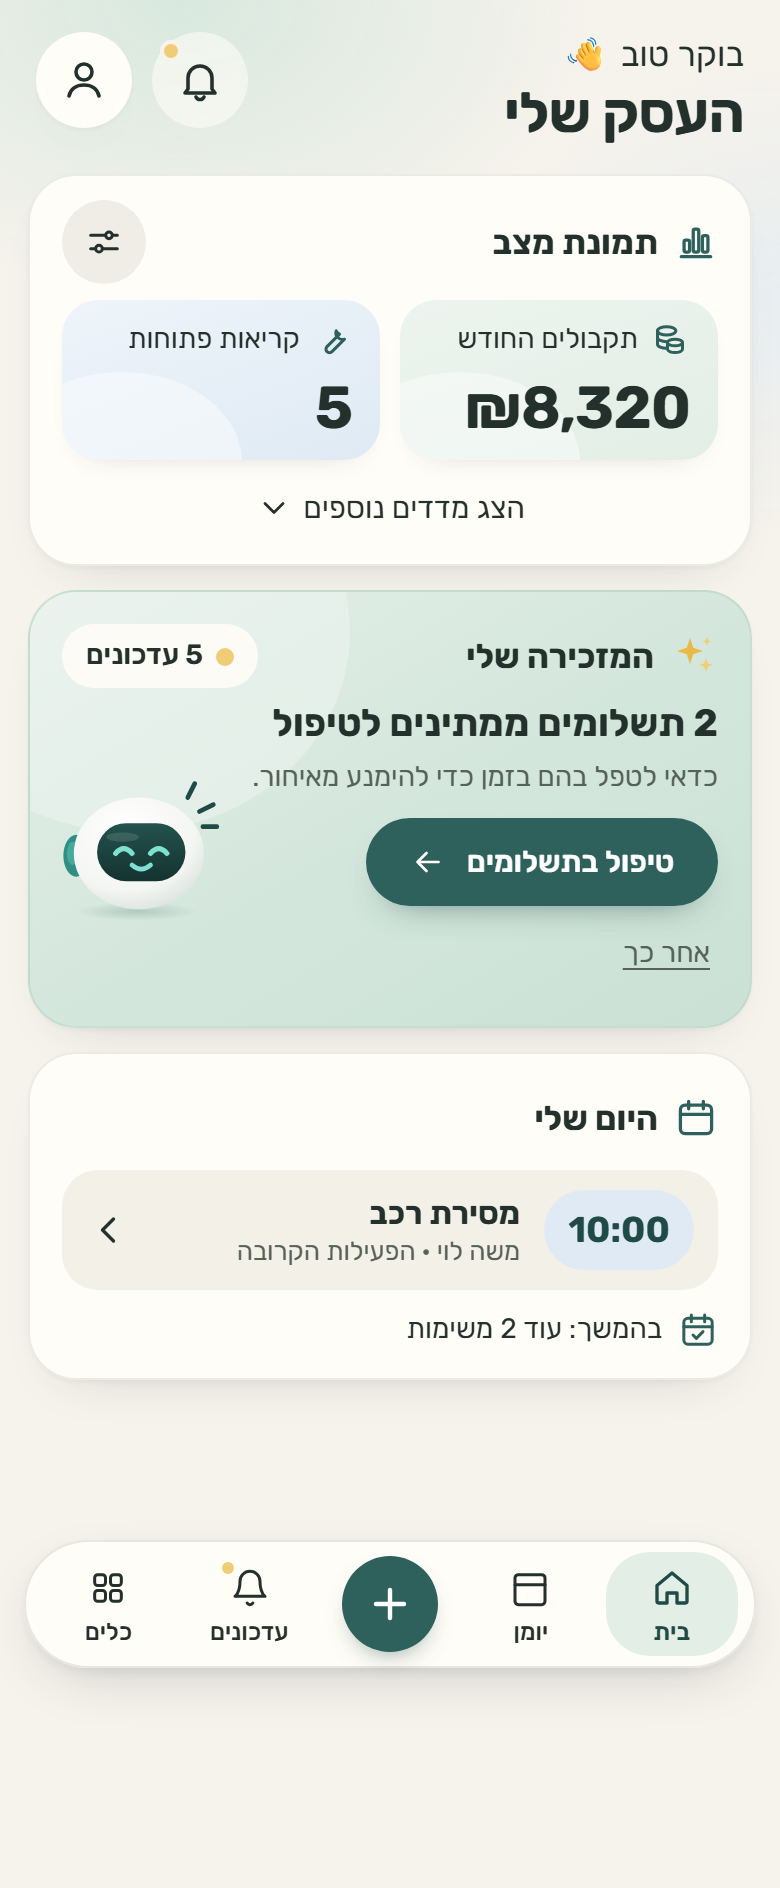 בוקר טוב 👋
העסק שלי
תמונת מצב
תקבולים החודש
₪8,320
קריאות פתוחות
5
הצג מדדים נוספים
המזכירה שלי
5 עדכונים
2 תשלומים ממתינים לטיפול
כדאי לטפל בהם בזמן כדי להימנע מאיחור.
טיפול בתשלומים
אחר כך
היום שלי
10:00
מסירת רכב
משה לוי • הפעילות הקרובה
בהמשך: עוד 2 משימות
בית
יומן
עדכונים
כלים